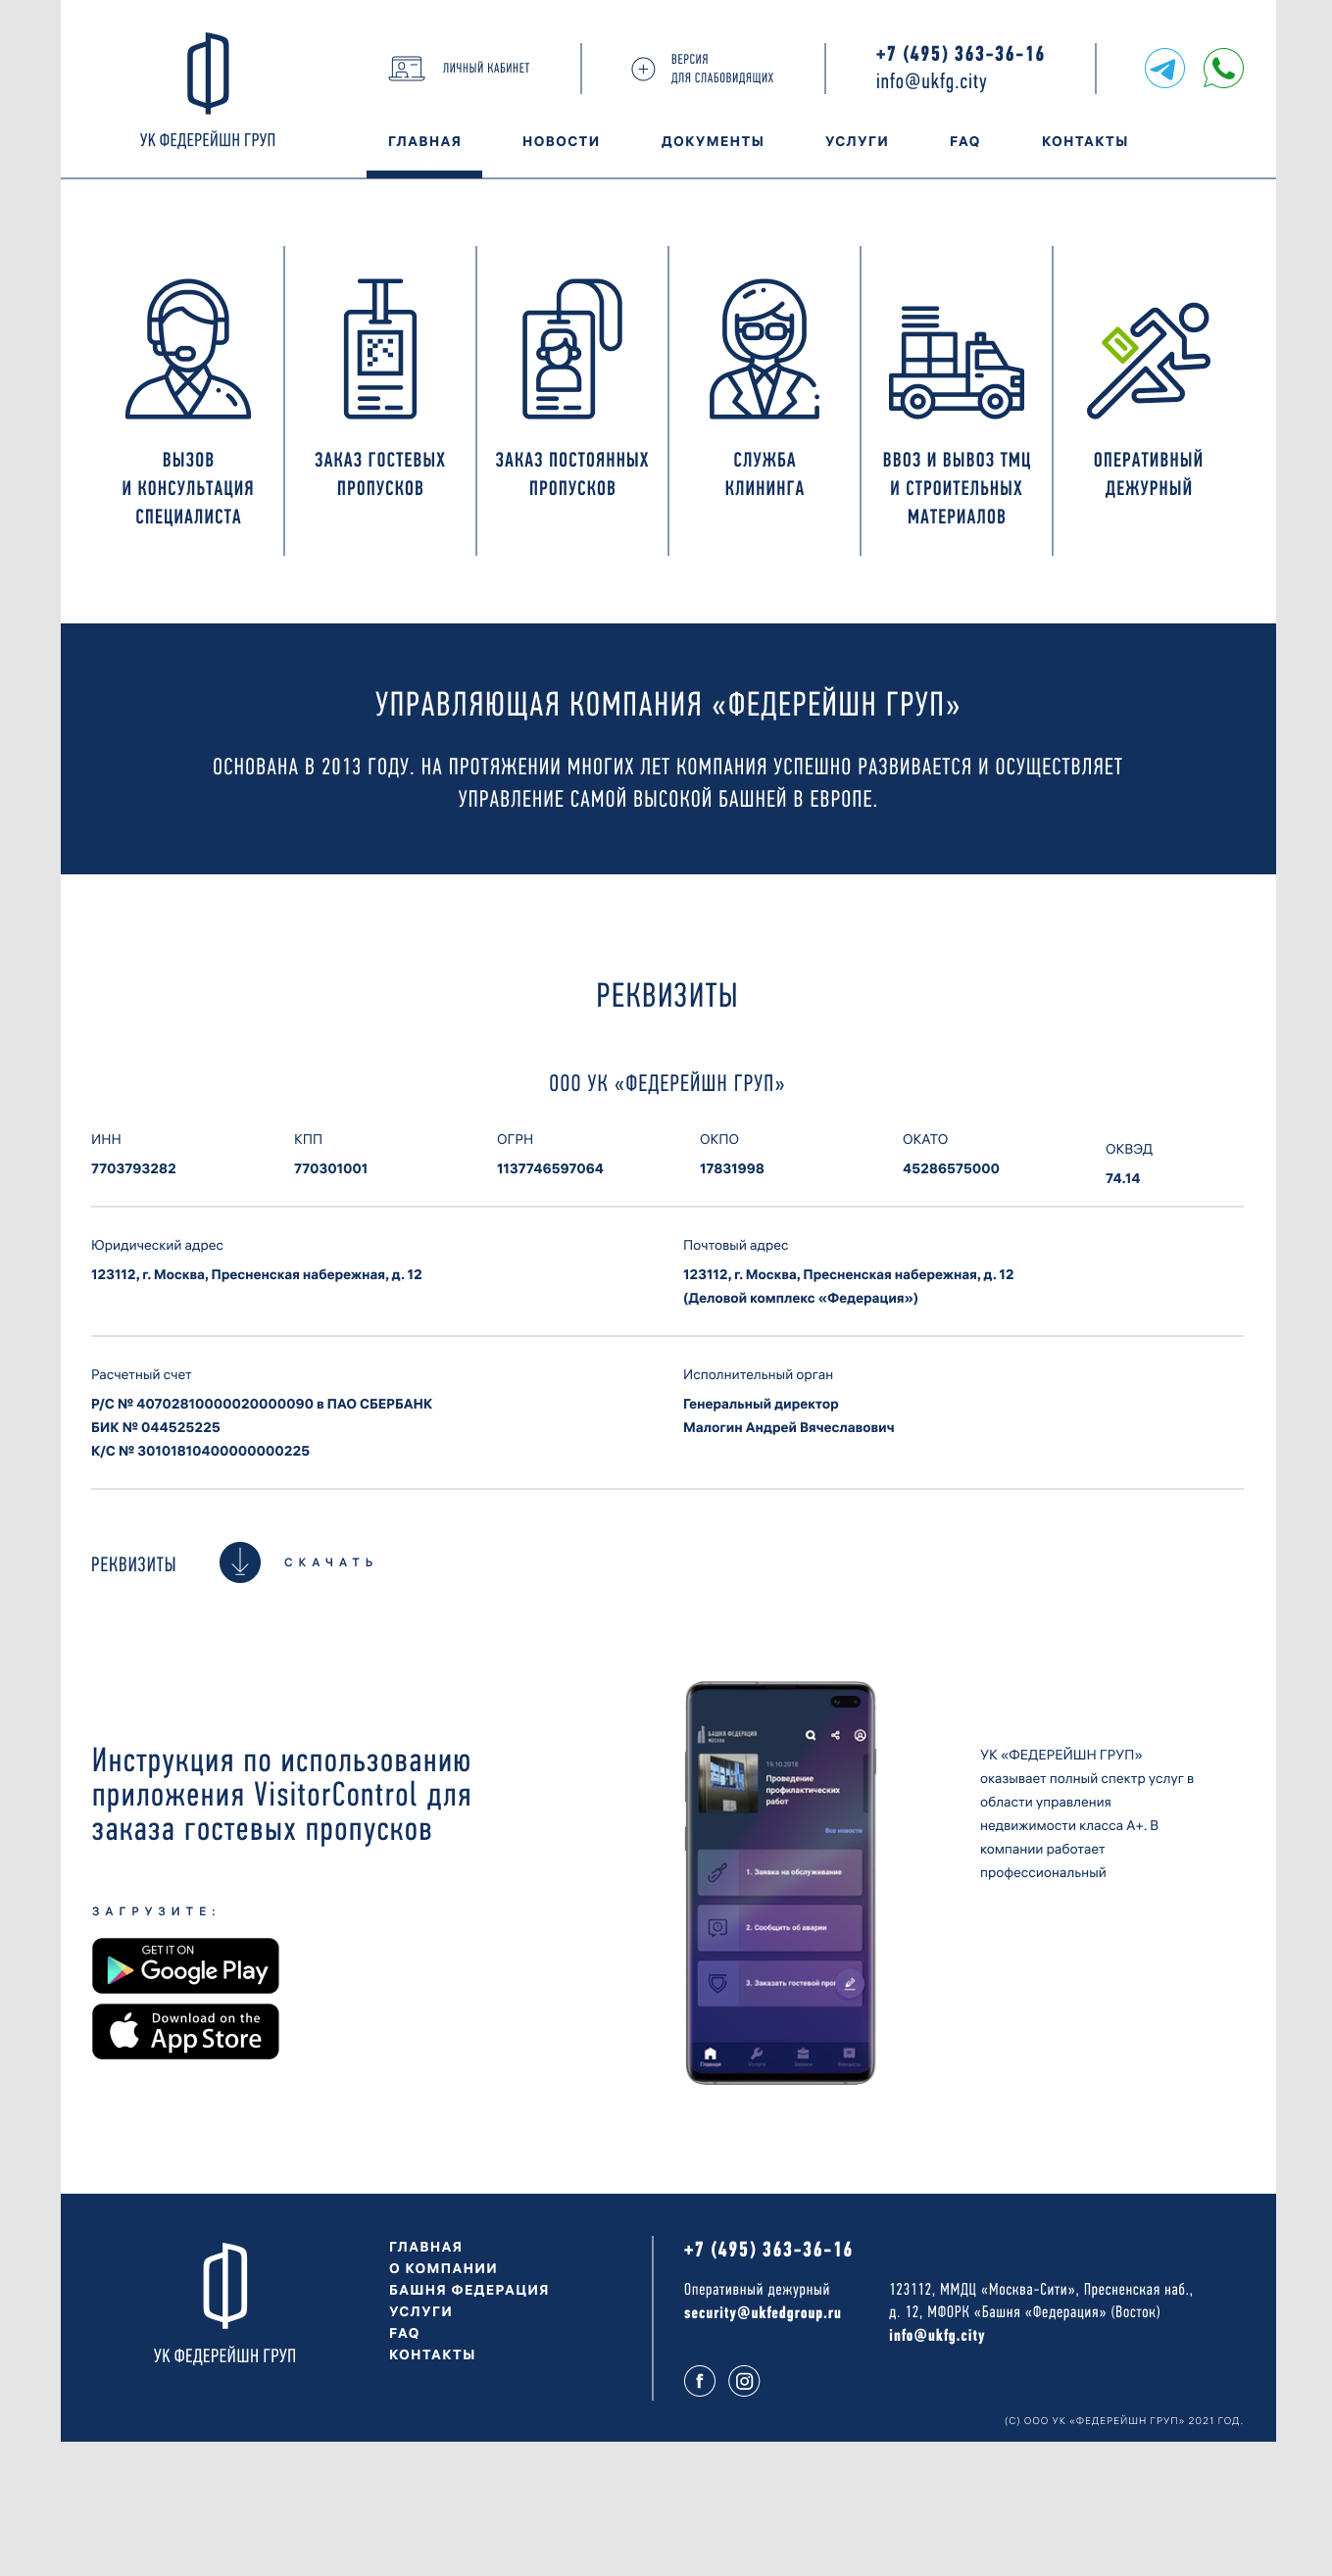 ЛИЧНЫЙ КАБИНЕТ
ВЕРСИЯ
ДЛЯ СЛАБОВИДЯЩИХ
+7 (495) 363-36-16
info@ukfg.city
УК ФЕДЕРЕЙШН ГРУП
ГЛАВНАЯ
НОВОСТИ
ДОКУМЕНТЫ
УСЛУГИ
FAQ
КОНТАКТЫ
ВЫЗОВ
И КОНСУЛЬТАЦИЯ
СПЕЦИАЛИСТА
ЗАКАЗ ГОСТЕВЫХ
ПРОПУСКОВ
ЗАКАЗ ПОСТОЯННЫХ
ПРОПУСКОВ
СЛУЖБА
КЛИНИНГА
ВВОЗ И ВЫВОЗ ТМЦ
И СТРОИТЕЛЬНЫХ
МАТЕРИАЛОВ
ОПЕРАТИВНЫЙ
ДЕЖУРНЫЙ
УПРАВЛЯЮЩАЯ КОМПАНИЯ «ФЕДЕРЕЙШН ГРУП»
ОСНОВАНА В 2013 ГОДУ. НА ПРОТЯЖЕНИИ МНОГИХ ЛЕТ КОМПАНИЯ УСПЕШНО РАЗВИВАЕТСЯ И ОСУЩЕСТВЛЯЕТ
УПРАВЛЕНИЕ САМОЙ ВЫСОКОЙ БАШНЕЙ В ЕВРОПЕ.
РЕКВИЗИТЫ
ООО УК «ФЕДЕРЕЙШН ГРУП»
ИНН
7703793282
КПП
770301001
ОГРН
1137746597064
ОКПО
17831998
ОКАТО
45286575000
ОКВЭД
74.14
Юридический адрес
123112, г. Москва, Пресненская набережная, д. 12
Почтовый адрес
123112, г. Москва, Пресненская набережная, д. 12
(Деловой комплекс «Федерация»)
Расчетный счет
Р/С № 40702810000020000090 в ПАО СБЕРБАНК
БИК № 044525225
К/С № 30101810400000000225
Исполнительный орган
Генеральный директор
Малогин Андрей Вячеславович
РЕКВИЗИТЫ
СКАЧАТЬ
Инструкция по использованию
приложения VisitorControl для
заказа гостевых пропусков
ЗАГРУЗИТЕ:
GET IT ON
Google Play
Download on the
App Store
БАШНЯ ФЕДЕРАЦИЯ
МОСКВА
19.10.2018
Проведение
профилактических
работ
Все новости
1. Заявка на обслуживание
2. Сообщить об аварии
3. Заказать гостевой про
Главная
Услуги
УК «ФЕДЕРЕЙШН ГРУП»
оказывает полный спектр услуг в
области управления
недвижимости класса А+. В
компании работает
профессиональный
УК ФЕДЕРЕЙШН ГРУП
ГЛАВНАЯ
О КОМПАНИИ
БАШНЯ ФЕДЕРАЦИЯ
УСЛУГИ
FAQ
КОНТАКТЫ
+7 (495) 363-36-16
Оперативный дежурный
security@ukfedgroup.ru
123112, ММДЦ «Москва-Сити», Пресненская наб.,
д. 12, МФОРК «Башня «Федерация» (Восток)
info@ukfg.city
(С) ООО УК «ФЕДЕРЕЙШН ГРУП» 2021 ГОД.